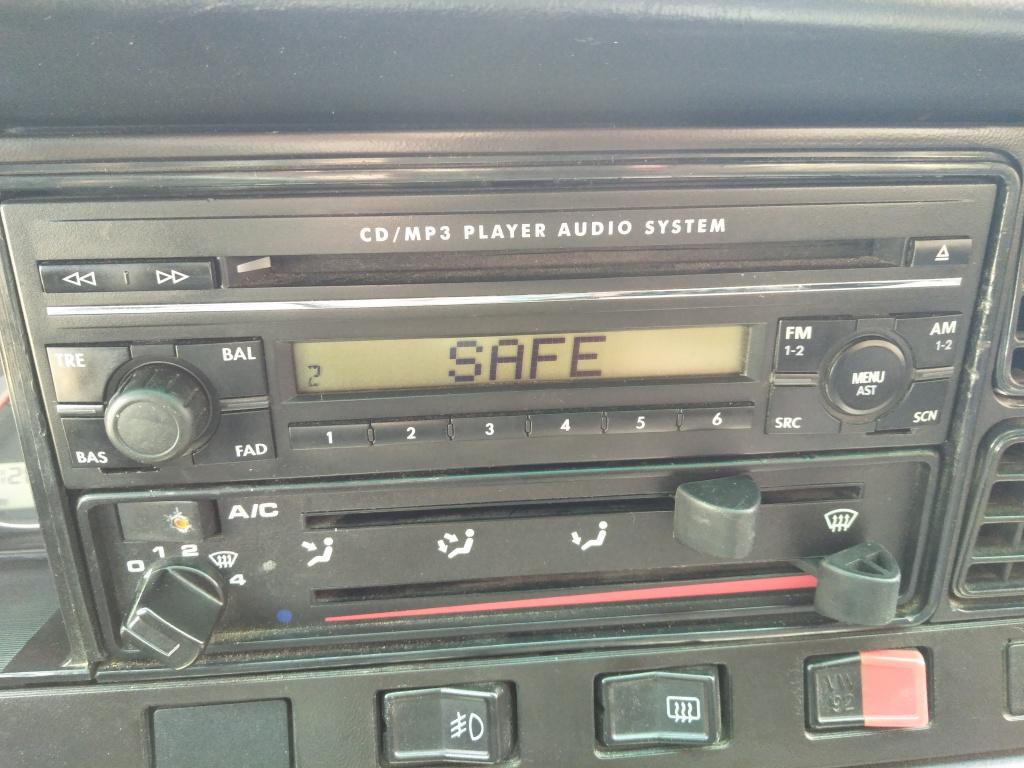 CD/MP3 PLAYER AUDIO SYSTEM
TRE
BAL
2
SAFE
FM
1-2
AM
1-2
MENU
AST
BAS
FAD
1 2 3 4 5 6
SRC
SCN
A/C
0 1 2 4